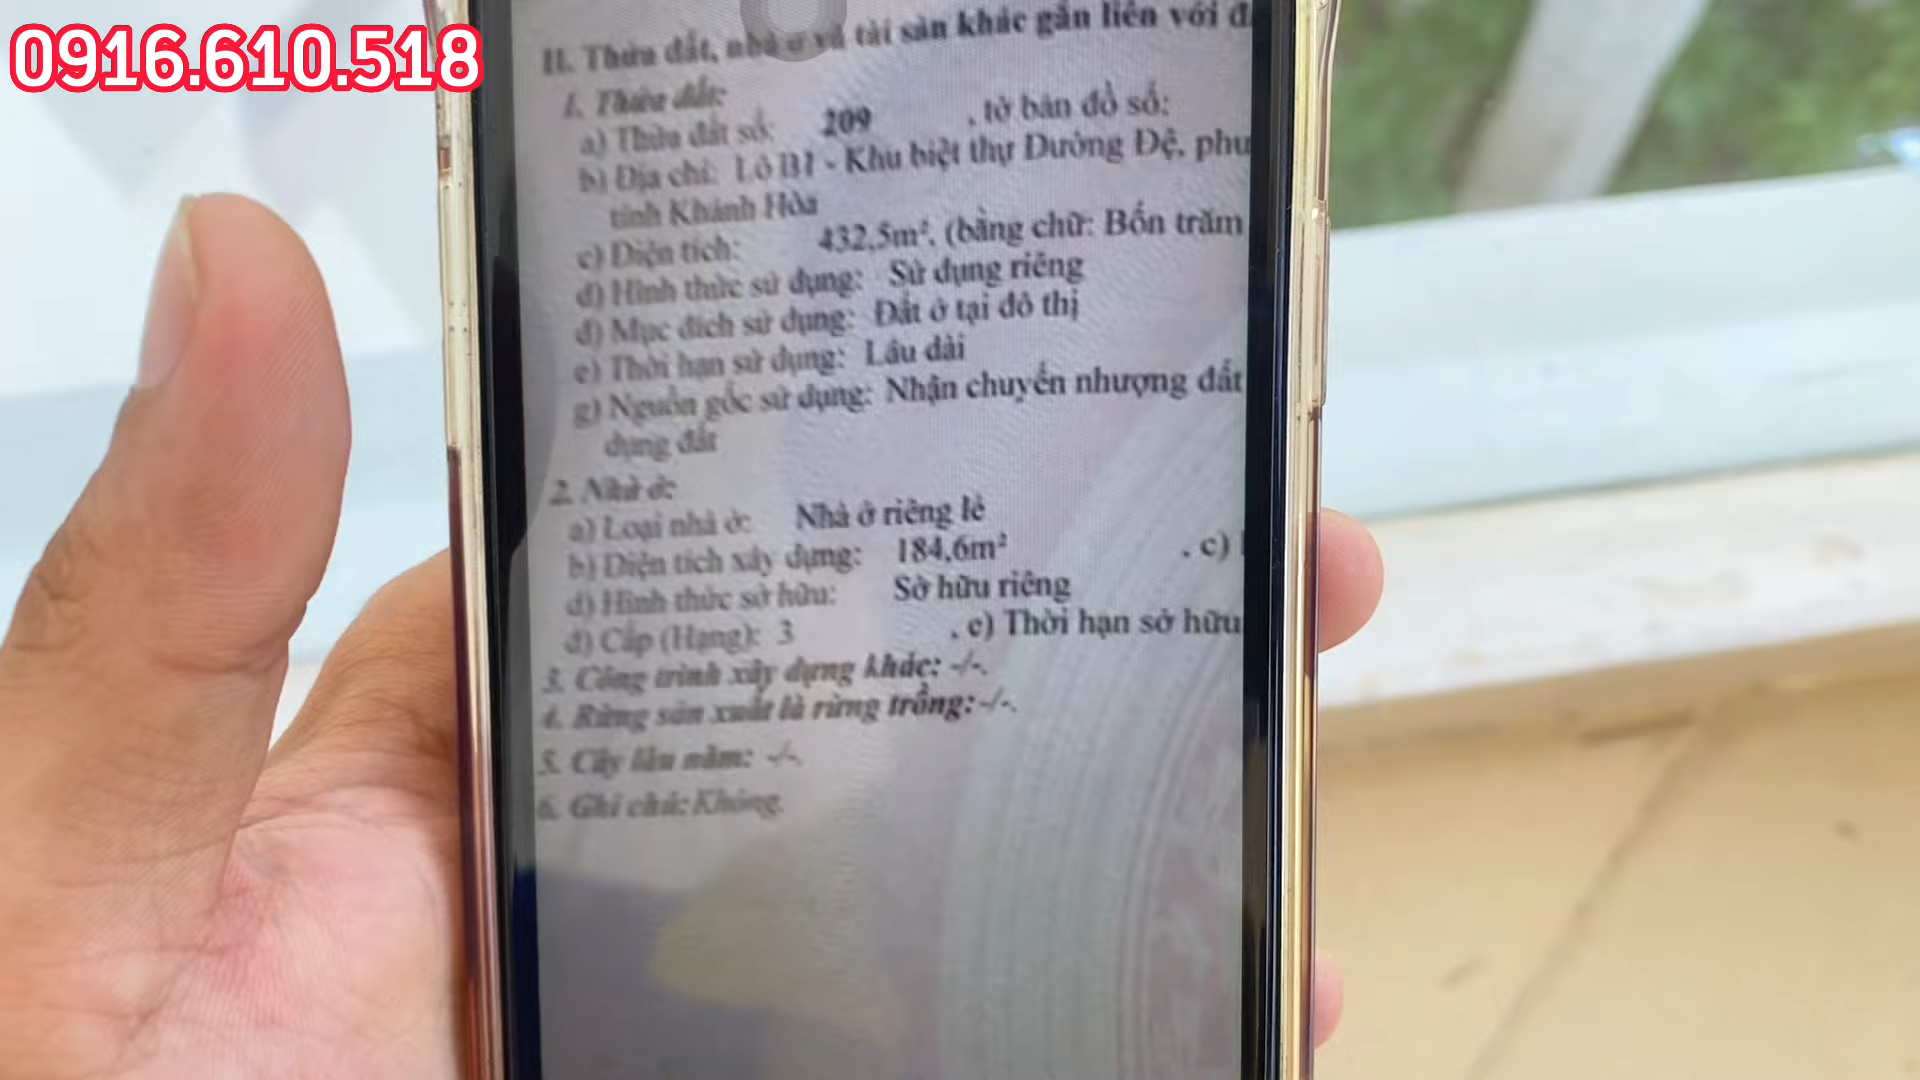 0916.610.518
II. Thửa đất, nhà ở và tài sản khác gắn liền với đ
1. Thửa đất:
a) Thửa đất số: 209 , tờ bản đồ số:
b) Địa chỉ: Lô B1 - Khu biệt thự Đường Đệ, phư
tỉnh Khánh Hòa
c) Diện tích: 432,5m², (bằng chữ: Bốn trăm
d) Hình thức sử dụng: Sử dụng riêng
đ) Mục đích sử dụng: Đất ở tại đô thị
e) Thời hạn sử dụng: Lâu dài
g) Nguồn gốc sử dụng: Nhận chuyển nhượng đất
dụng đất
2. Nhà ở:
a) Loại nhà ở: Nhà ở riêng lẻ
b) Diện tích xây dựng: 184,6m² , c)
d) Hình thức sở hữu: Sở hữu riêng
đ) Cấp (Hạng): 3 , e) Thời hạn sở hữu
3. Công trình xây dựng khác: -/-.
4. Rừng sản xuất là rừng trồng: -/-.
5. Cây lâu năm: -/-.
6. Ghi chú: Không.